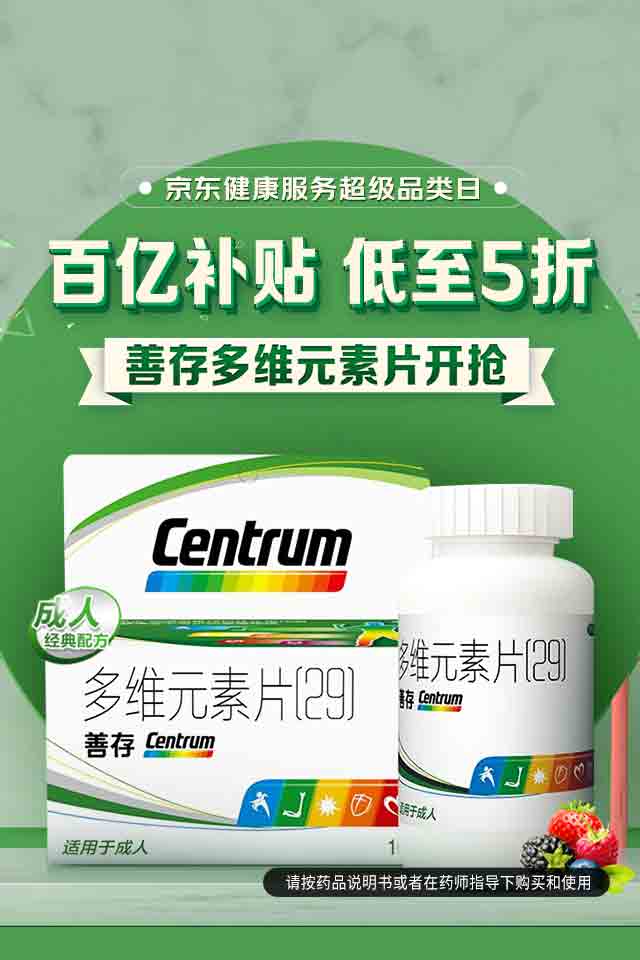 京东健康服务超级品类日
百亿补贴 低至5折
善存多维元素片开抢
Centrum
成人
经典配方
多维元素片(29)
善存 Centrum
适用于成人
多维元素片(29)
善存 Centrum
适用于成人
请按药品说明书或者在药师指导下购买和使用